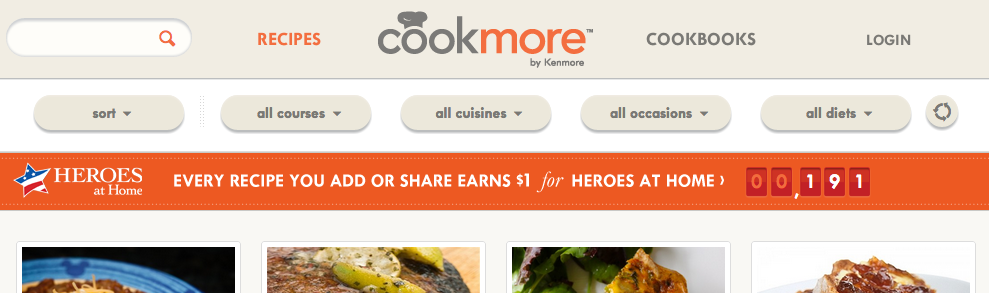 RECIPES
cookmore™
by Kenmore
COOKBOOKS
LOGIN
sort
all courses
all cuisines
all occasions
all diets
HEROES
at Home
EVERY RECIPE YOU ADD OR SHARE EARNS $1 for HEROES AT HOME ›
00,191